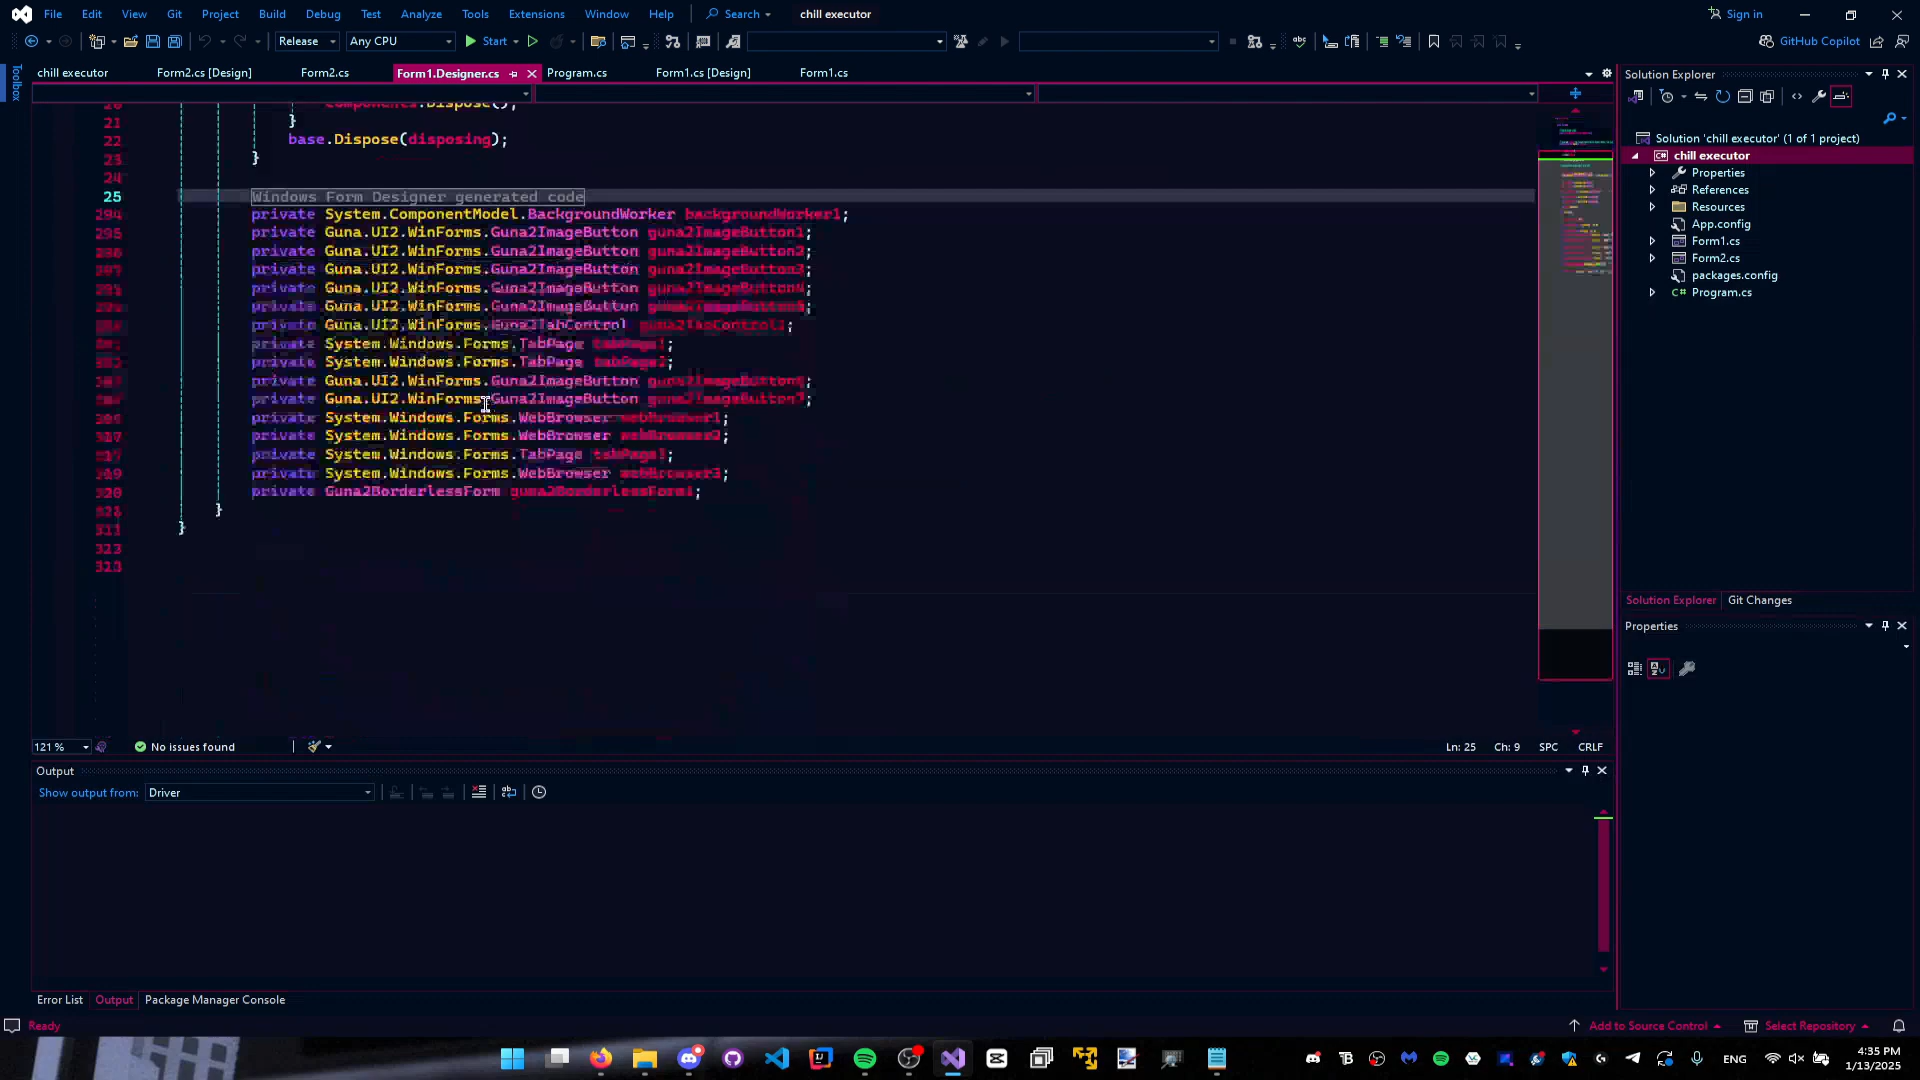 File Edit View Git Project Build Debug Test Analyze Tools Extensions Window Help Search chill executor Sign in
Release Any CPU Start GitHub Copilot
chill executor Form2.cs [Design] Form2.cs Form1.Designer.cs Program.cs Form1.cs [Design] Form1.cs
Toolbox
components.Dispose();
21 }
22 base.Dispose(disposing);
23 }
24
25 Windows Form Designer generated code
private System.ComponentModel.BackgroundWorker backgroundWorker1;
private Guna.UI2.WinForms.Guna2ImageButton guna2ImageButton1;
private Guna.UI2.WinForms.Guna2ImageButton guna2ImageButton2;
private Guna.UI2.WinForms.Guna2ImageButton guna2ImageButton3;
private Guna.UI2.WinForms.Guna2ImageButton
private Guna.UI2.WinForms.Guna2ImageButton
private Guna.UI2.WinForms.Guna2TabControl guna2TabControl1;
private System.Windows.Forms.TabPage
private System.Windows.Forms.TabPage
private Guna.UI2.WinForms.Guna2ImageButton
private Guna.UI2.WinForms.Guna2ImageButton
private System.Windows.Forms.WebBrowser
private System.Windows.Forms.WebBrowser
private System.Windows.Forms.TabPage
private System.Windows.Forms.WebBrowser
private Guna2BorderlessForm guna2BorderlessForm1;
}
}
121 % No issues found Ln: 25 Ch: 9 SPC CRLF
Output
Show output from: Driver
Error List Output Package Manager Console
Ready Add to Source Control Select Repository
Solution Explorer
Solution 'chill executor' (1 of 1 project)
chill executor
Properties
References
Resources
App.config
Form1.cs
Form2.cs
packages.config
C# Program.cs
Solution Explorer Git Changes
Properties
ENG
4:35 PM
1/13/2025